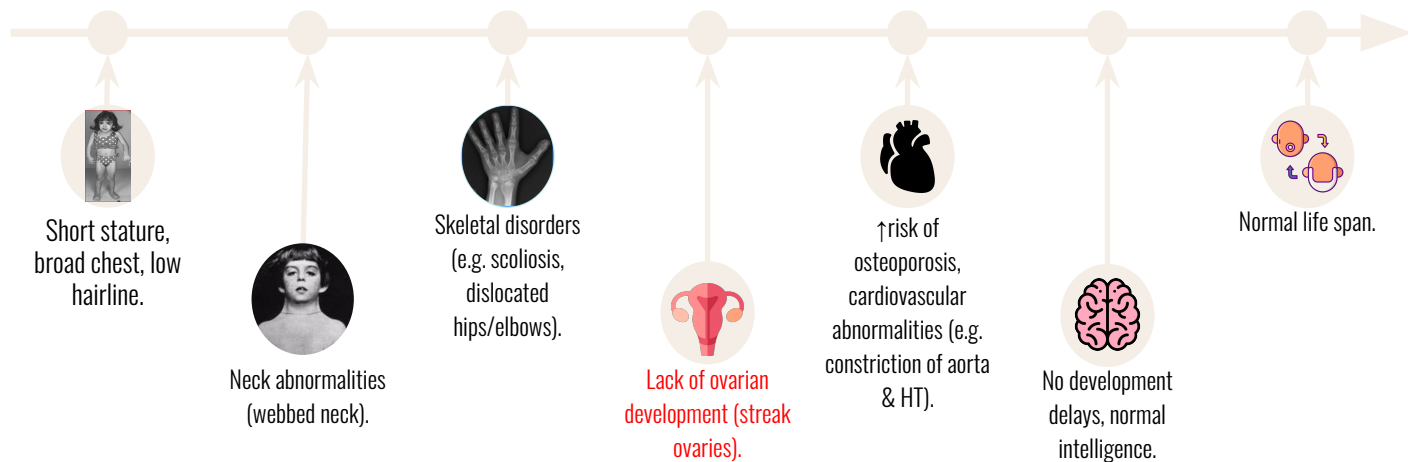 Short stature,
broad chest, low
hairline.
Neck abnormalities
(webbed neck).
Skeletal disorders
(e.g. scoliosis,
dislocated
hips/elbows).
Lack of ovarian
development (streak
ovaries).
↑risk of
osteoporosis,
cardiovascular
abnormalities (e.g.
constriction of aorta
& HT).
No development
delays, normal
intelligence.
Normal life span.